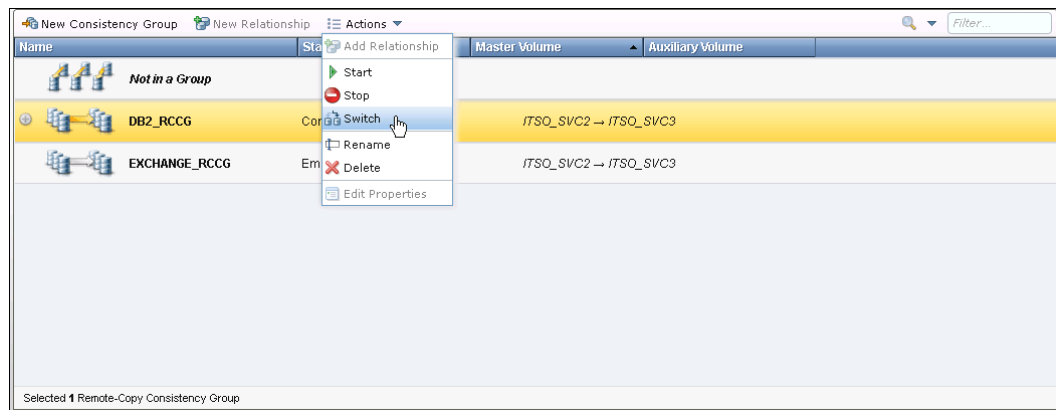 New Consistency Group New Relationship Actions Filter...
Name Sta Master Volume Auxiliary Volume
Add Relationship
Not in a Group
Start
Stop
DB2_RCCG Con Switch ITSO_SVC2 → ITSO_SVC3
Rename
EXCHANGE_RCCG Em Delete ITSO_SVC2 → ITSO_SVC3
Edit Properties
Selected 1 Remote-Copy Consistency Group